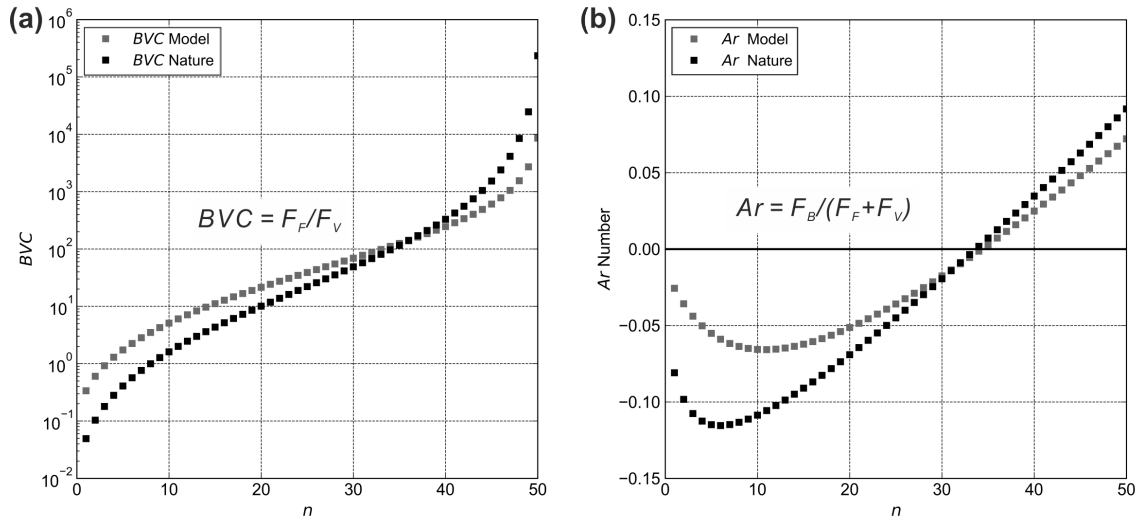 (a)
BVC Model
BVC Nature
BVC = F_F/F_V
10^6
10^5
10^4
10^3
10^2
10^1
10^0
10^-1
10^-2
BVC
0 10 20 30 40 50
n
(b)
Ar Model
Ar Nature
Ar = F_B/(F_F+F_V)
0.15
0.10
0.05
0.00
−0.05
−0.10
−0.15
Ar Number
0 10 20 30 40 50
n